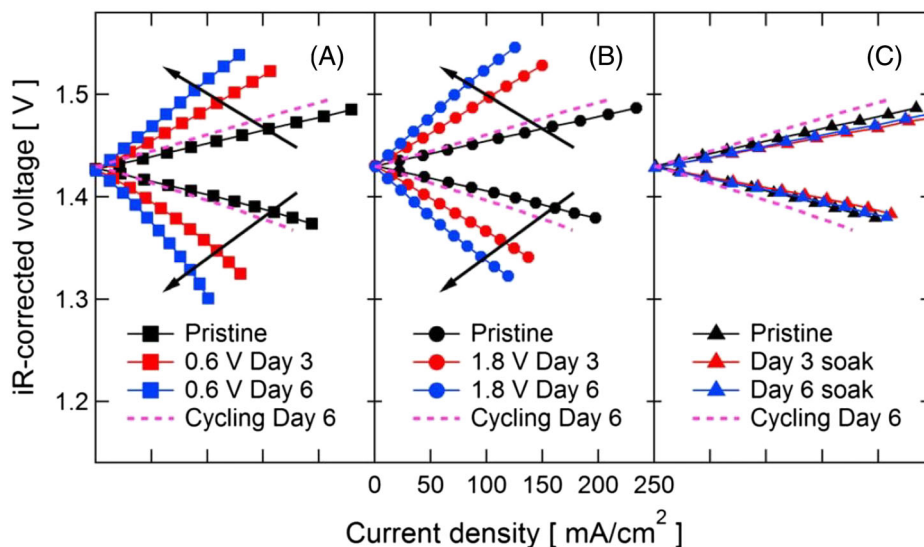 (A)
(B)
(C)
iR-corrected voltage [ V ]
1.5
1.4
1.3
1.2
Pristine
0.6 V Day 3
0.6 V Day 6
Cycling Day 6
Pristine
1.8 V Day 3
1.8 V Day 6
Cycling Day 6
Pristine
Day 3 soak
Day 6 soak
Cycling Day 6
0 50 100 150 200 250
Current density [ mA/cm² ]